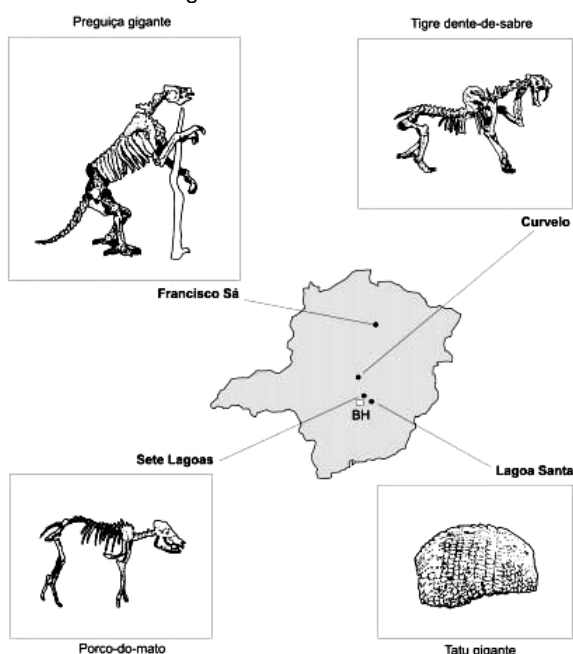 Preguiça gigante
Tigre dente-de-sabre
Curvelo
Francisco Sá
BH
Sete Lagoas
Lagoa Santa
Porco-do-mato
Tatu gigante